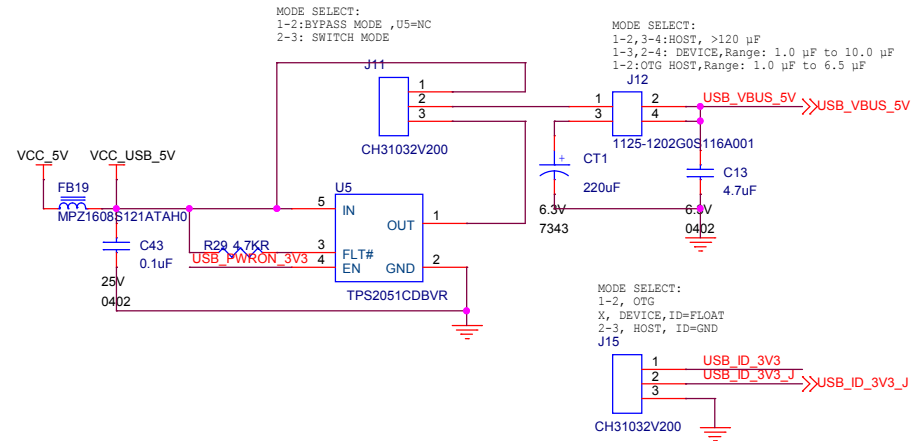 MODE SELECT:
1-2:BYPASS MODE ,U5=NC
2-3: SWITCH MODE
MODE SELECT:
1-2,3-4:HOST, >120 µF
1-3,2-4: DEVICE,Range: 1.0 µF to 10.0 µF
1-2:OTG HOST,Range: 1.0 µF to 6.5 µF
J11
1
2
3
CH31032V200
J12
1
3
2
4
1125-1202G0S116A001
USB_VBUS_5V
USB_VBUS_5V
CT1
220uF
6.3V
7343
C13
4.7uF
6.3V
0402
VCC_5V
VCC_USB_5V
FB19
MPZ1608S121ATAH0
C43
0.1uF
25V
0402
R29 4.7KR
USB_PWRON_3V3
U5
5
3
4
IN
FLT#
EN
OUT
GND
1
2
TPS2051CDBVR
MODE SELECT:
1-2, OTG
X, DEVICE,ID=FLOAT
2-3, HOST, ID=GND
J15
1
2
3
USB_ID_3V3
USB_ID_3V3_J
USB_ID_3V3_J
CH31032V200